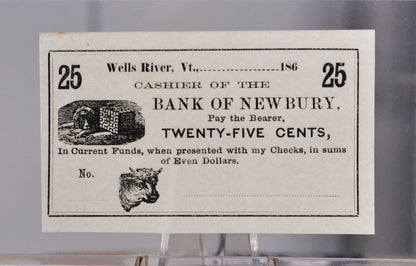 25 Wells River, Vt.,....................186 25
CASHIER OF THE
BANK OF NEWBURY,
Pay the Bearer,
TWENTY-FIVE CENTS,
In Current Funds, when presented with my Checks, in sums
of Even Dollars.
No.